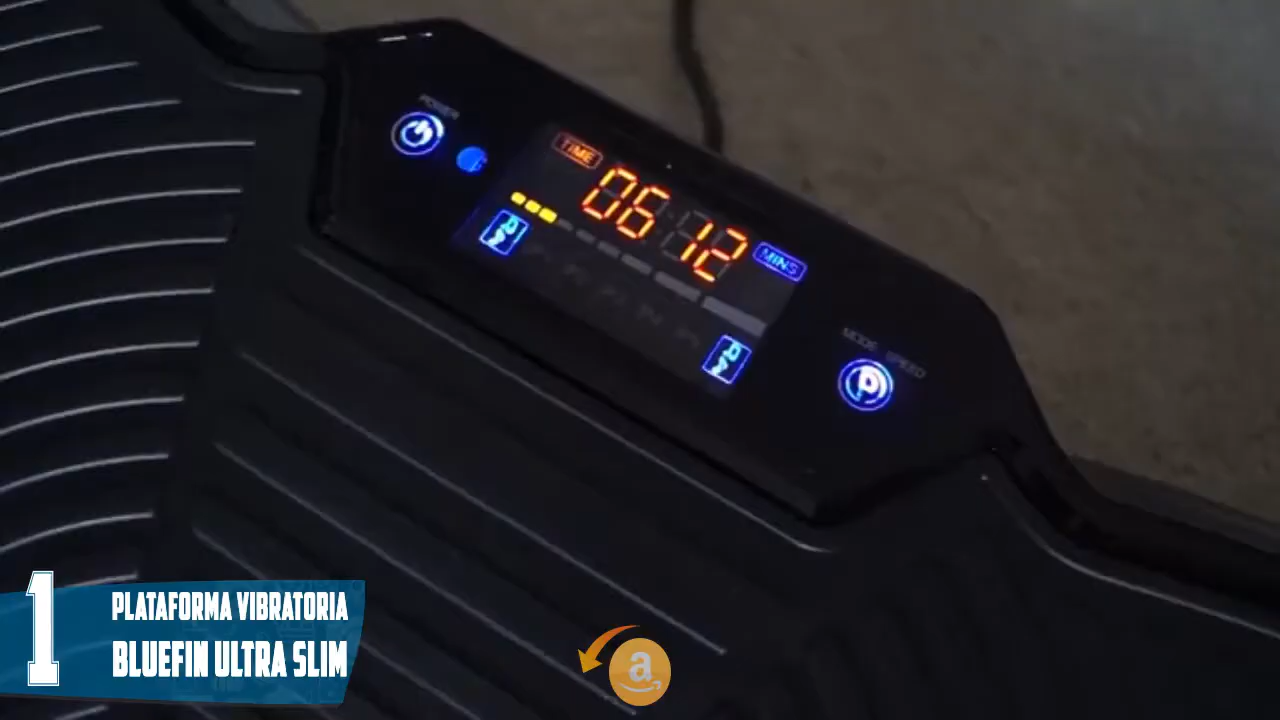 POWER
TIME
06 12
MINS
MODE SPEED
P
1
PLATAFORMA VIBRATORIA
BLUEFIN ULTRA SLIM
a